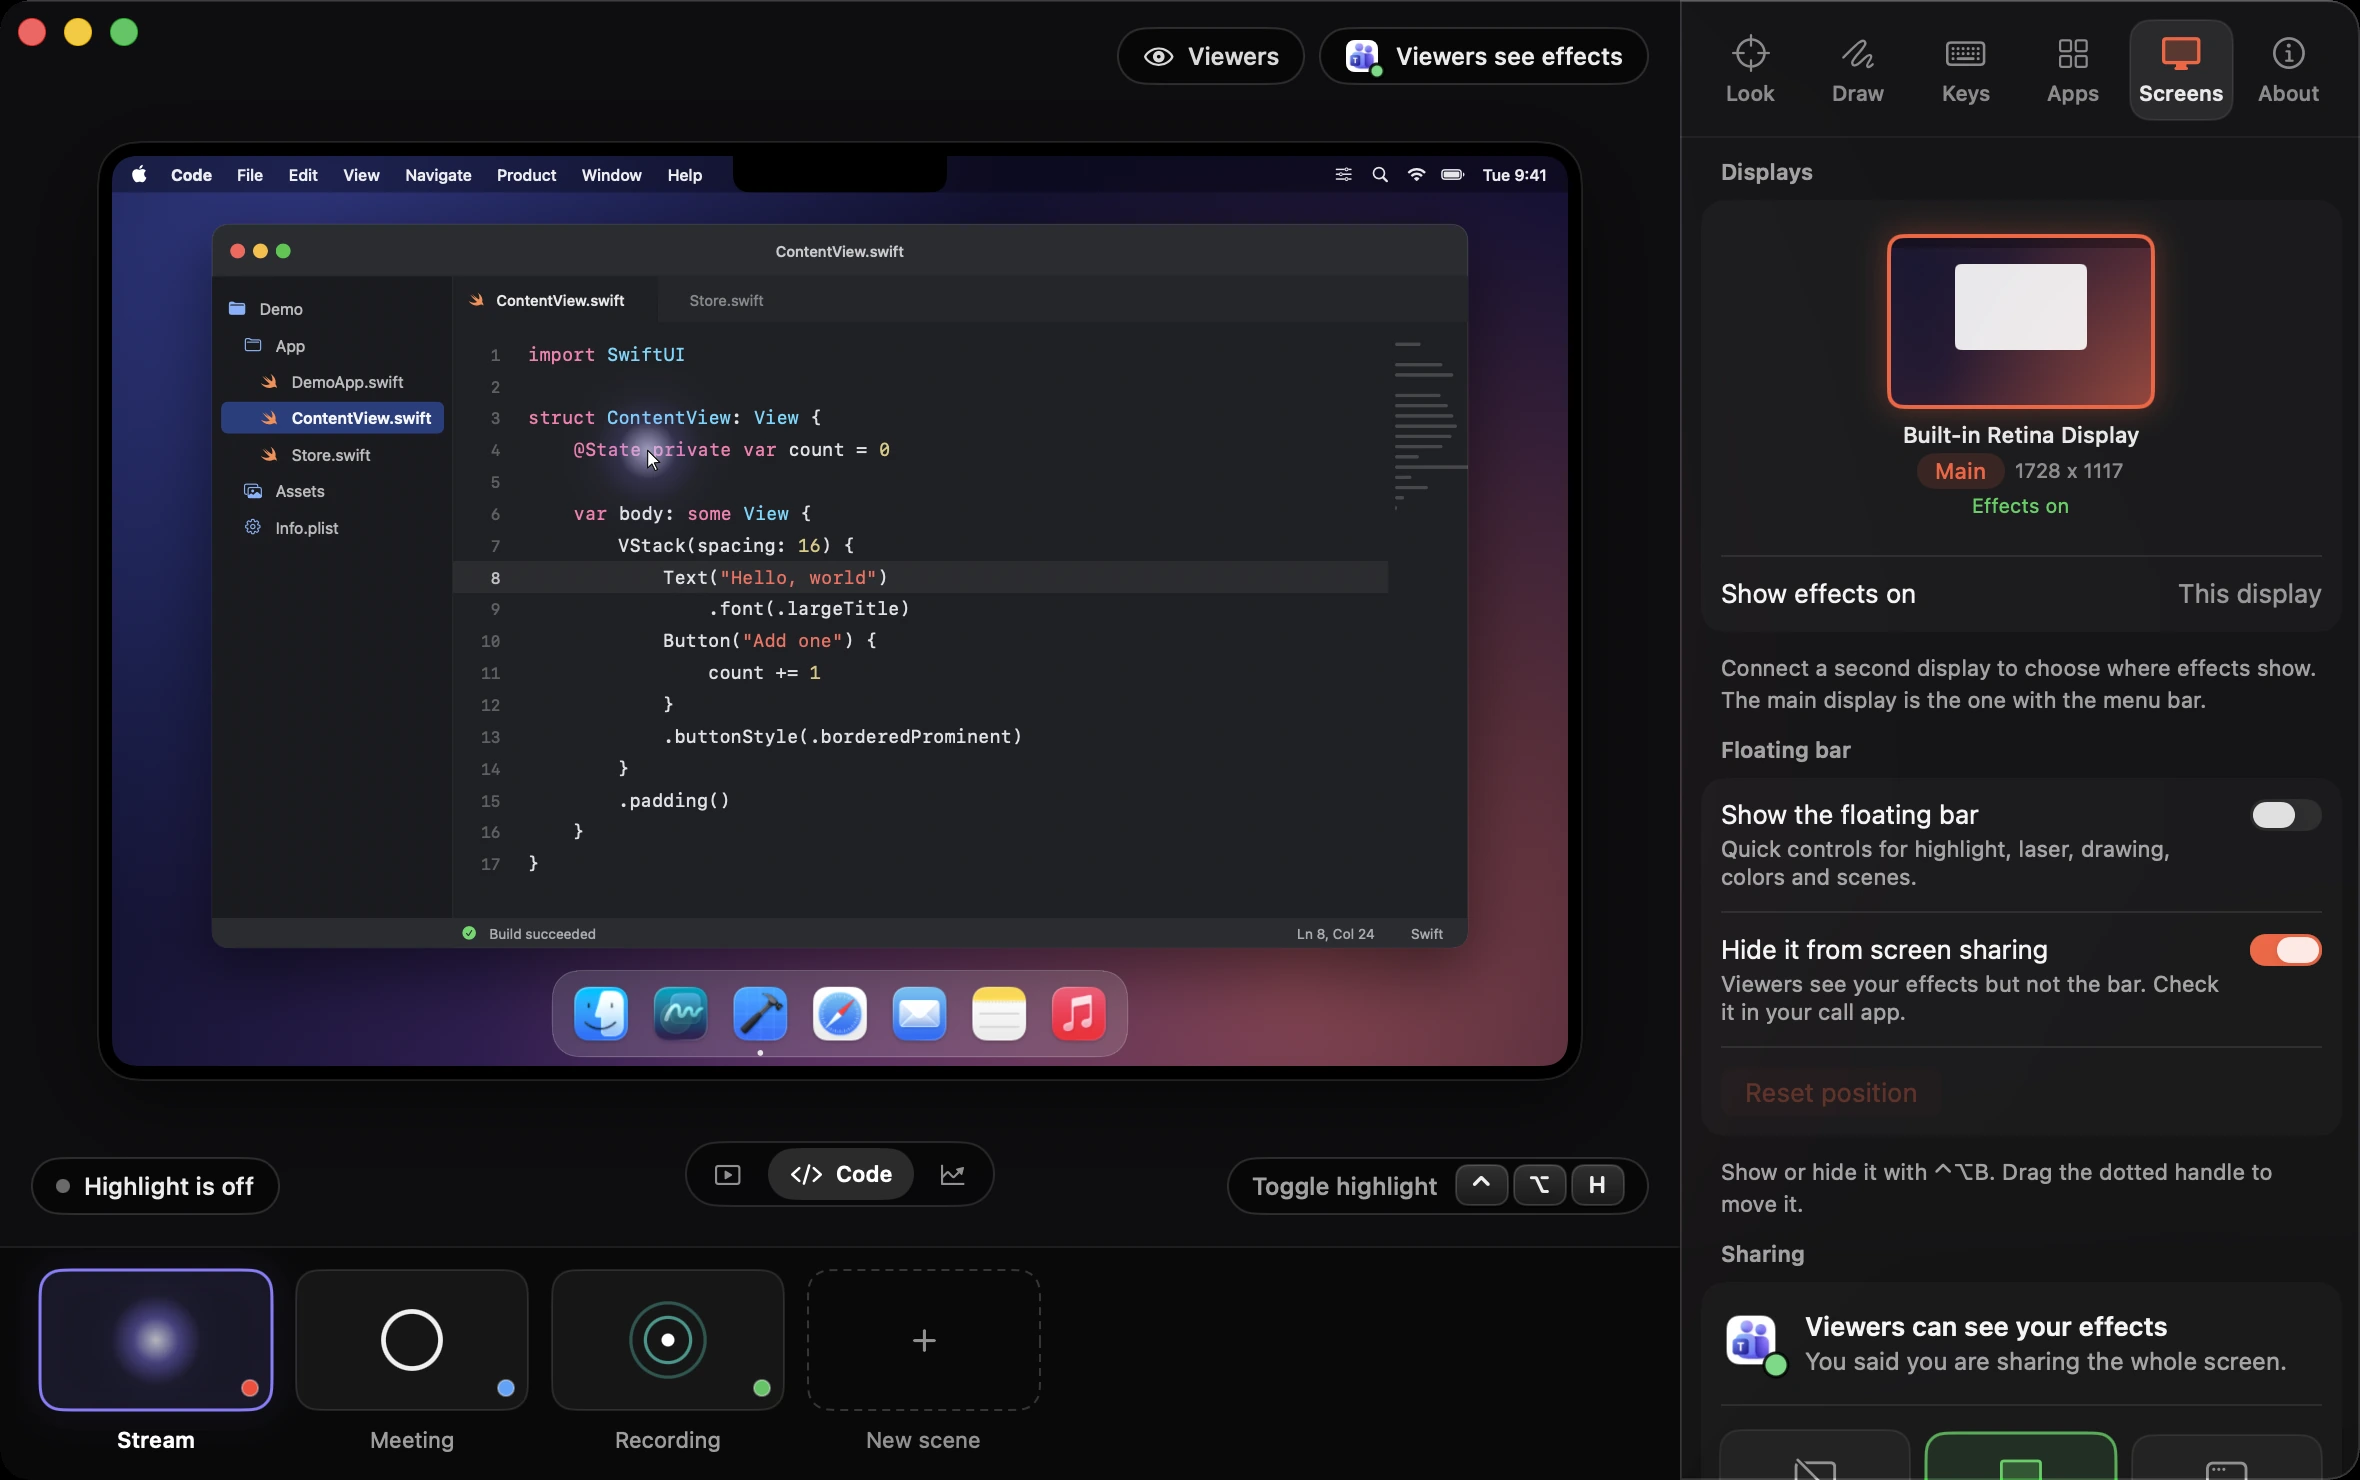 Viewers
Viewers see effects
Look
Draw
Keys
Apps
Screens
About
Code File Edit View Navigate Product Window Help
Tue 9:41
ContentView.swift
Demo
App
DemoApp.swift
ContentView.swift
Store.swift
Assets
Info.plist
ContentView.swift
Store.swift
1 import SwiftUI
2
3 struct ContentView: View {
4 @State private var count = 0
5
6 var body: some View {
7 VStack(spacing: 16) {
8 Text("Hello, world")
9 .font(.largeTitle)
10 Button("Add one") {
11 count += 1
12 }
13 .buttonStyle(.borderedProminent)
14 }
15 .padding()
16 }
17 }
Build succeeded
Ln 8, Col 24
Swift
Highlight is off
</> Code
Toggle highlight ^ ⌥ H
Stream
Meeting
Recording
New scene
Displays
Built-in Retina Display
Main 1728 x 1117
Effects on
Show effects on
This display
Connect a second display to choose where effects show.
The main display is the one with the menu bar.
Floating bar
Show the floating bar
Quick controls for highlight, laser, drawing,
colors and scenes.
Hide it from screen sharing
Viewers see your effects but not the bar. Check
it in your call app.
Reset position
Show or hide it with ^⌥B. Drag the dotted handle to
move it.
Sharing
Viewers can see your effects
You said you are sharing the whole screen.